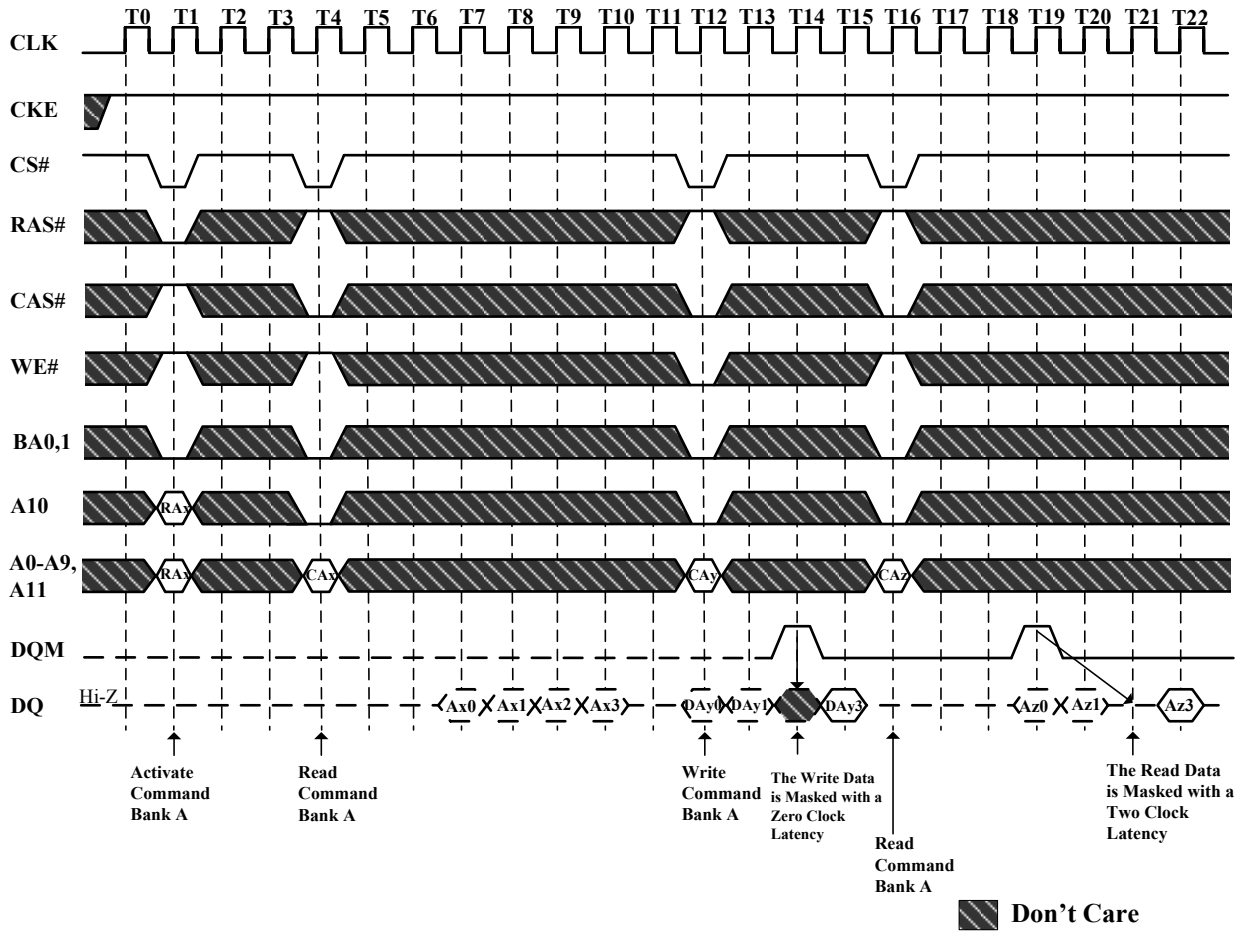 T0 T1 T2 T3 T4 T5 T6 T7 T8 T9 T10 T11 T12 T13 T14 T15 T16 T17 T18 T19 T20 T21 T22
CLK
CKE
CS#
RAS#
CAS#
WE#
BA0,1
A10 RAx
A0-A9, A11 RAx CAx CAy CAz
DQM
DQ Hi-Z Ax0 Ax1 Ax2 Ax3 DAy0 DAy1 DAy3 Az0 Az1 Az3
Activate
Command
Bank A
Read
Command
Bank A
Write
Command
Bank A
The Write Data
is Masked with a
Zero Clock
Latency
Read
Command
Bank A
The Read Data
is Masked with a
Two Clock
Latency
Don't Care